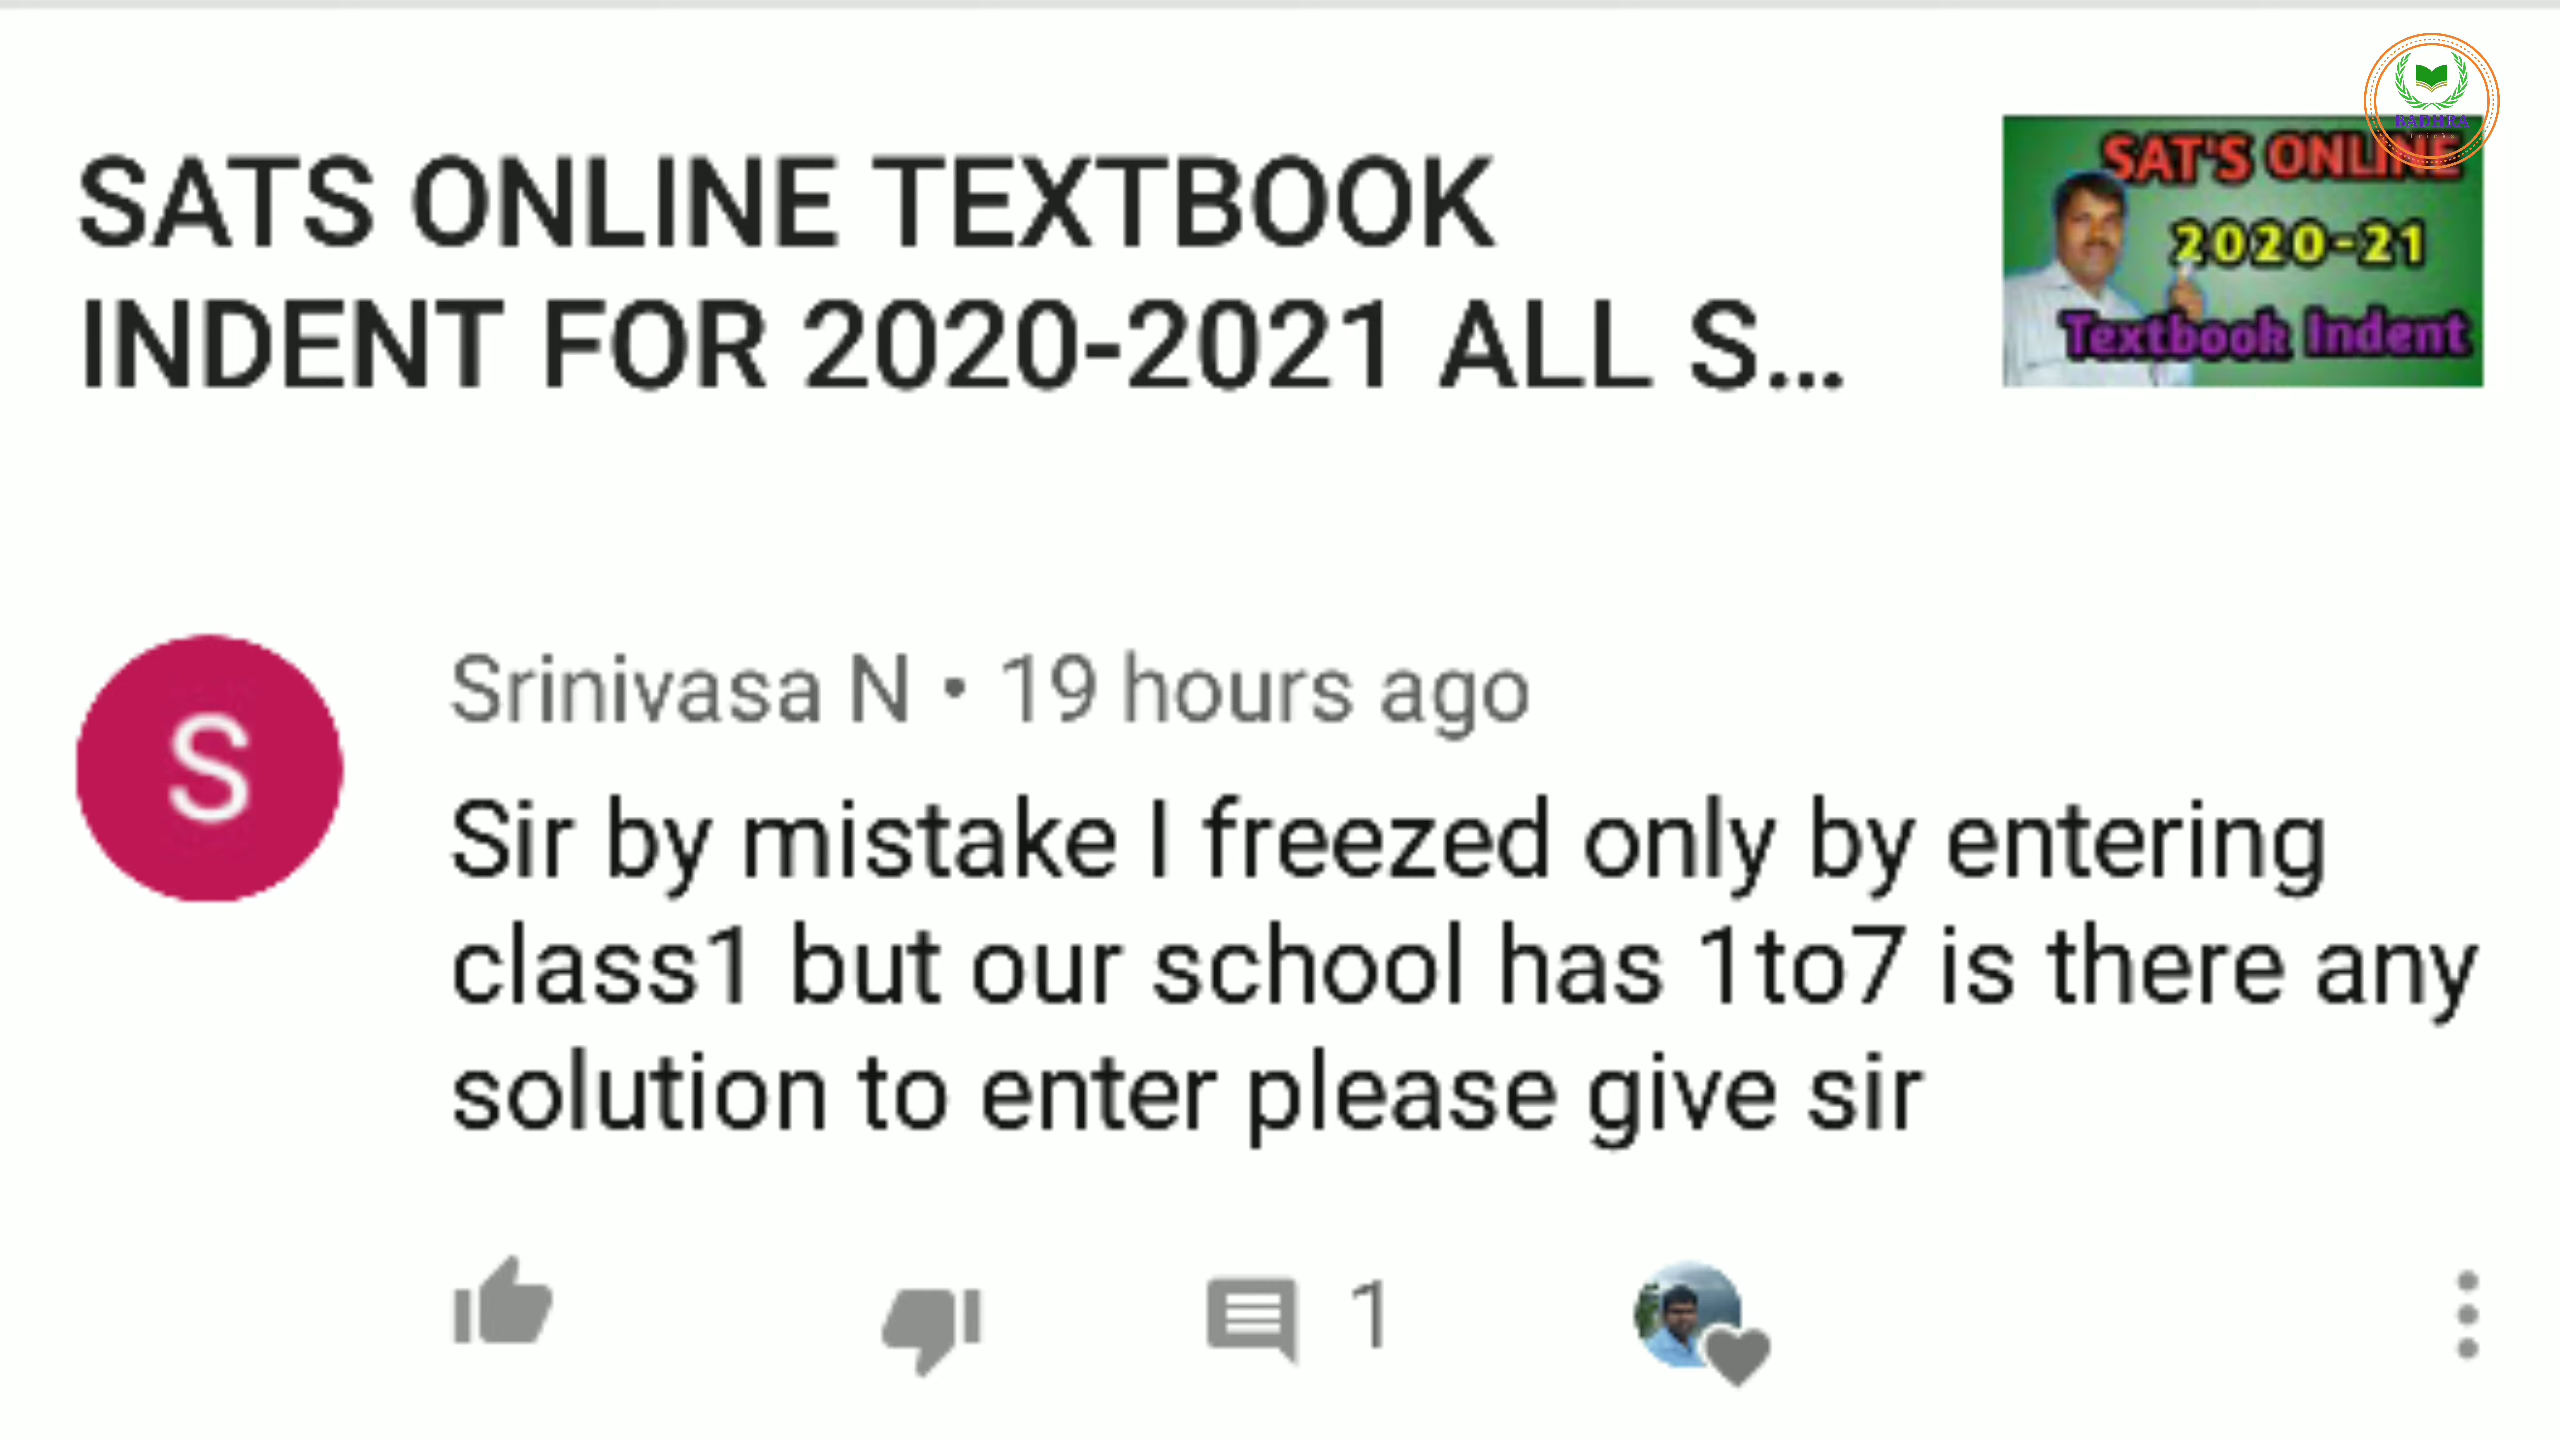 SATS ONLINE TEXTBOOK
INDENT FOR 2020-2021 ALL S...
BADHRA
SAT'S ONLINE
2020-21
Textbook Indent
S
Srinivasa N • 19 hours ago
Sir by mistake I freezed only by entering
class1 but our school has 1to7 is there any
solution to enter please give sir
1